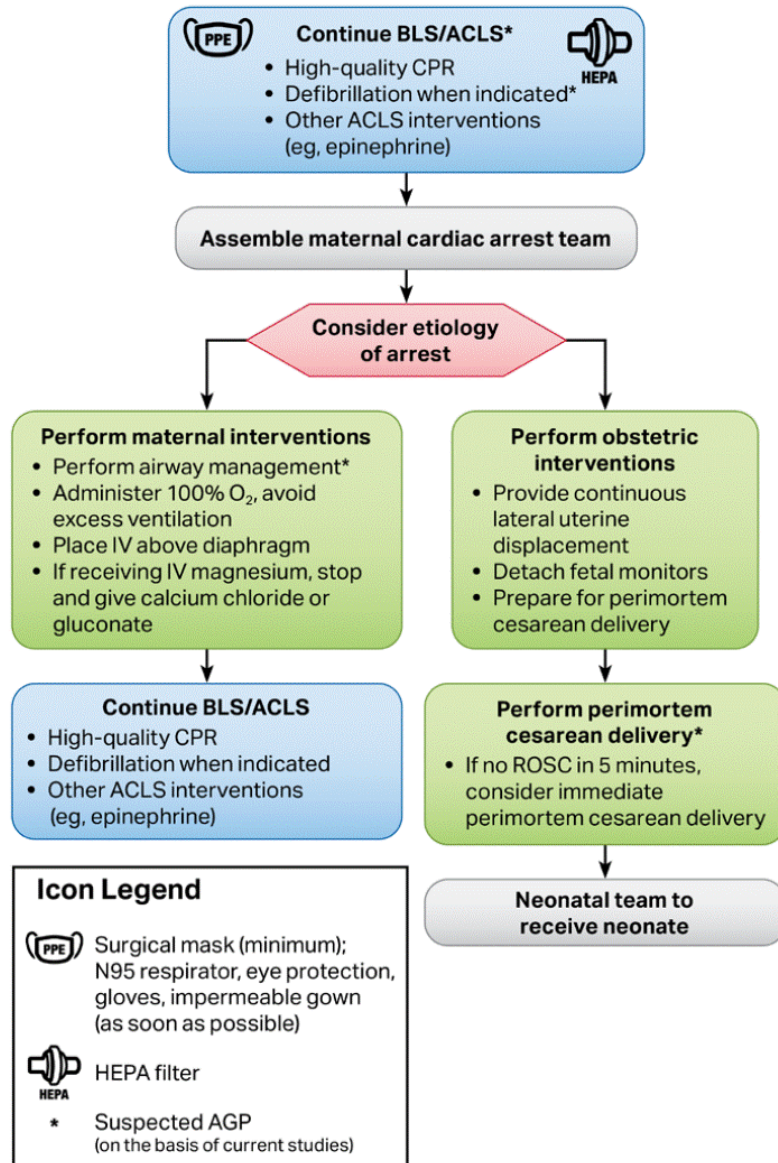 PPE
Continue BLS/ACLS*
• High-quality CPR
• Defibrillation when indicated*
• Other ACLS interventions
(eg, epinephrine)
HEPA
Assemble maternal cardiac arrest team
Consider etiology
of arrest
Perform maternal interventions
• Perform airway management*
• Administer 100% O₂, avoid
excess ventilation
• Place IV above diaphragm
• If receiving IV magnesium, stop
and give calcium chloride or
gluconate
Continue BLS/ACLS
• High-quality CPR
• Defibrillation when indicated
• Other ACLS interventions
(eg, epinephrine)
Perform obstetric
interventions
• Provide continuous
lateral uterine
displacement
• Detach fetal monitors
• Prepare for perimortem
cesarean delivery
Perform perimortem
cesarean delivery*
• If no ROSC in 5 minutes,
consider immediate
perimortem cesarean delivery
Neonatal team to
receive neonate
Icon Legend
PPE
Surgical mask (minimum);
N95 respirator, eye protection,
gloves, impermeable gown
(as soon as possible)
HEPA
HEPA filter
* Suspected AGP
(on the basis of current studies)